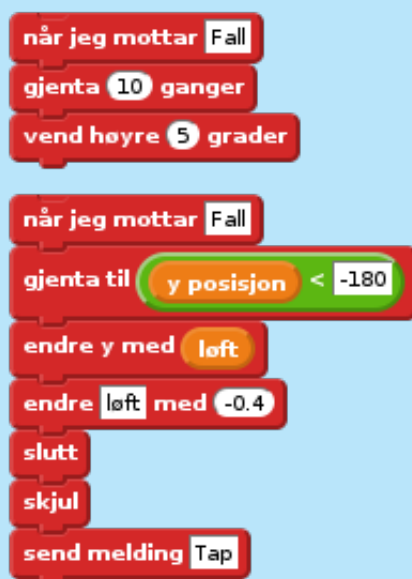 når jeg mottar Fall
gjenta 10 ganger
vend høyre 5 grader
når jeg mottar Fall
gjenta til y posisjon < -180
endre y med løft
endre løft med -0.4
slutt
skjul
send melding Tap